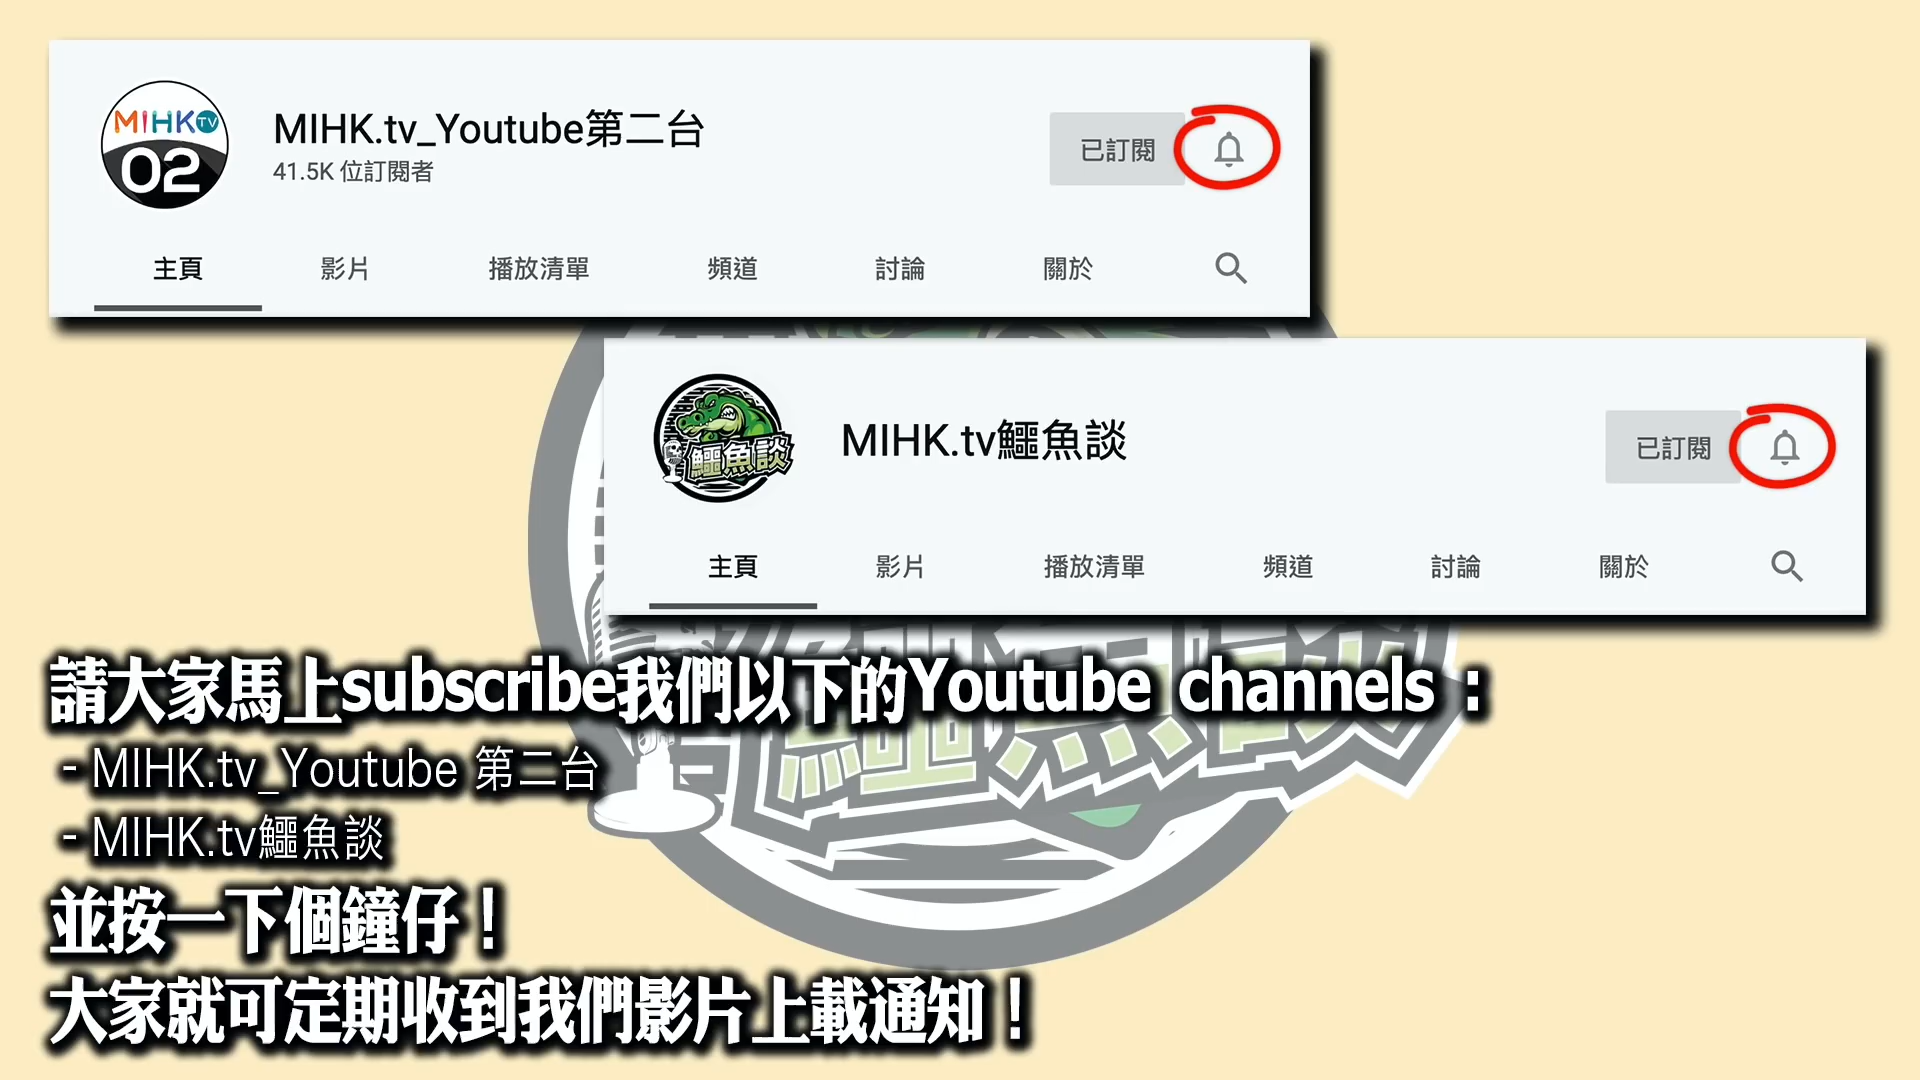 MIHK TV
02
MIHK.tv_Youtube第二台
41.5K 位訂閱者
已訂閱
主頁 影片 播放清單 頻道 討論 關於
鱷魚談
MIHK.tv鱷魚談
已訂閱
主頁 影片 播放清單 頻道 討論 關於
請大家馬上subscribe我們以下的Youtube channels：
- MIHK.tv_Youtube 第二台
- MIHK.tv鱷魚談
並按一下個鐘仔！
大家就可定期收到我們影片上載通知！
鱷魚談